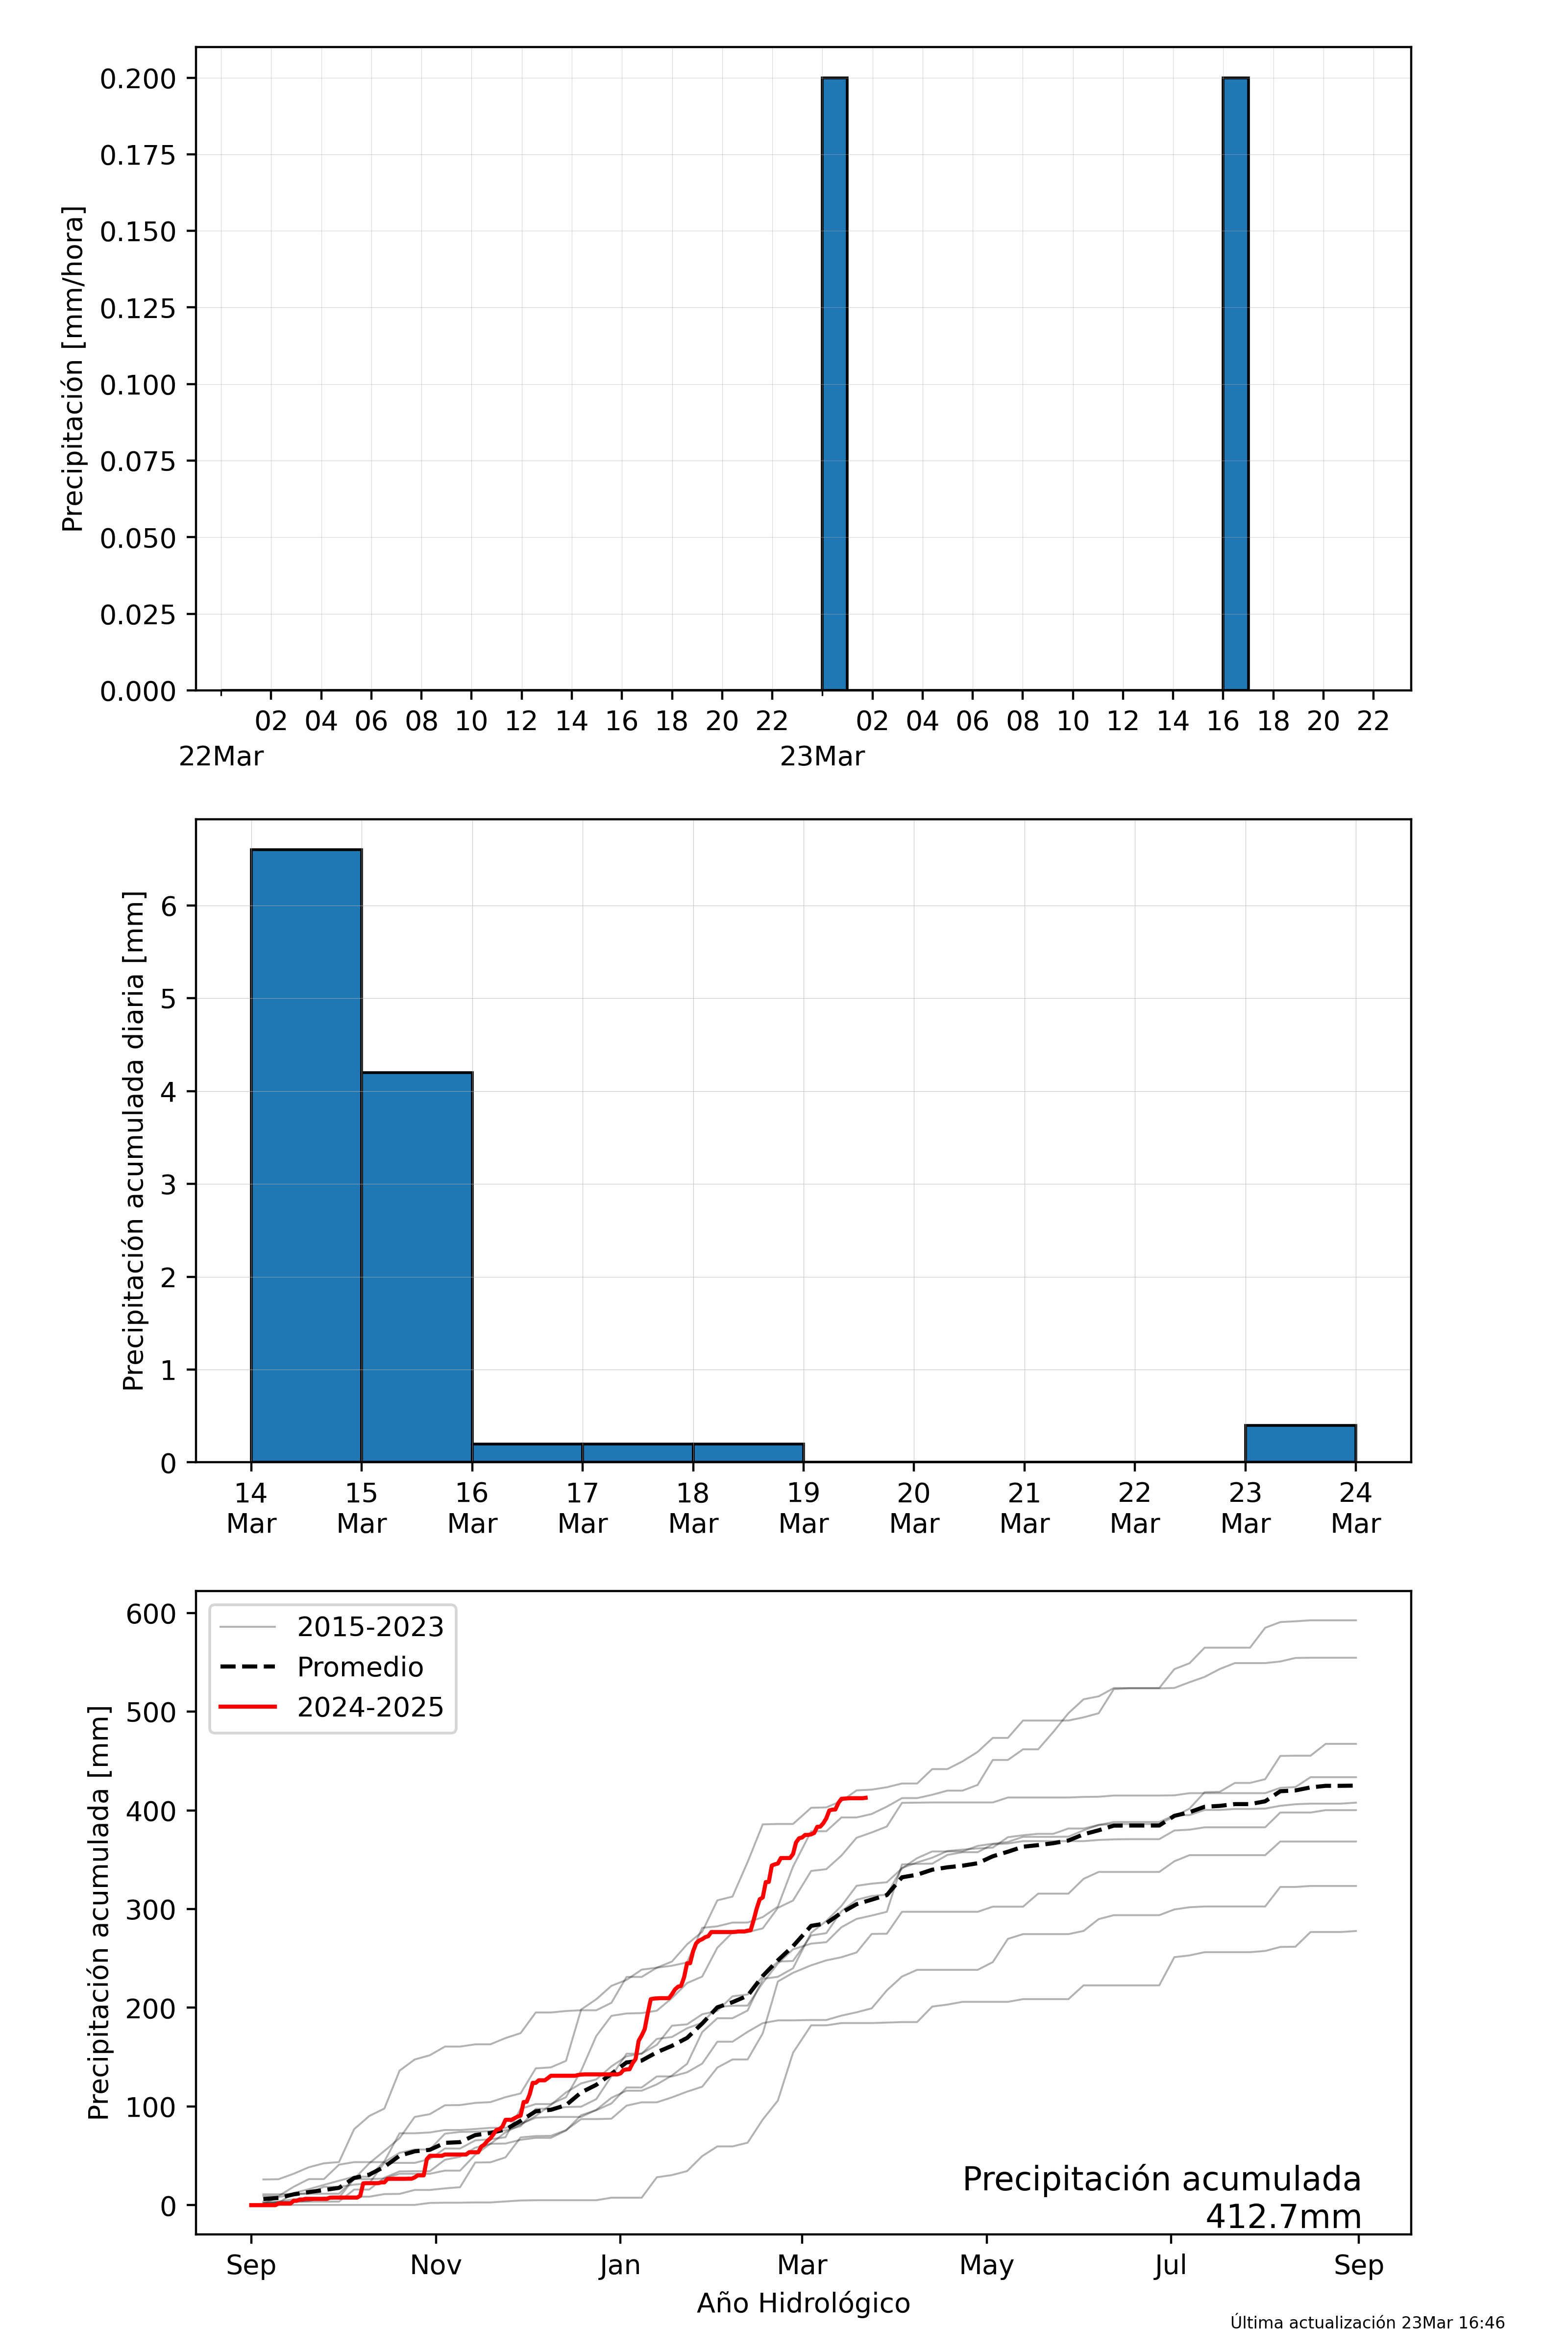 Precipitación [mm/hora]
0.200
0.175
0.150
0.125
0.100
0.075
0.050
0.025
0.000
02 04 06 08 10 12 14 16 18 20 22 02 04 06 08 10 12 14 16 18 20 22
22Mar 23Mar
Precipitación acumulada diaria [mm]
6
5
4
3
2
1
0
14 15 16 17 18 19 20 21 22 23 24
Mar Mar Mar Mar Mar Mar Mar Mar Mar Mar Mar
Precipitación acumulada [mm]
600
500
400
300
200
100
0
2015-2023
Promedio
2024-2025
Precipitación acumulada
412.7mm
Sep Nov Jan Mar May Jul Sep
Año Hidrológico
Última actualización 23Mar 16:46